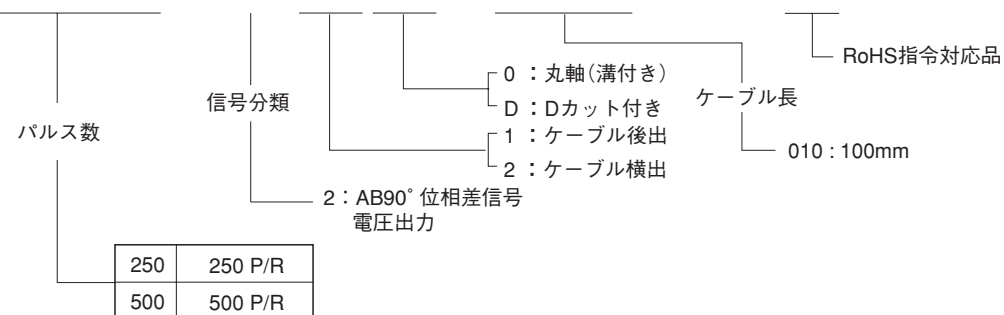 RoHS指令対応品
0 : 丸軸(溝付き)
D : Dカット付き
ケーブル長
信号分類
パルス数
1 : ケーブル後出
2 : ケーブル横出
010 : 100mm
2 : AB90° 位相差信号
電圧出力
250 250 P/R
500 500 P/R